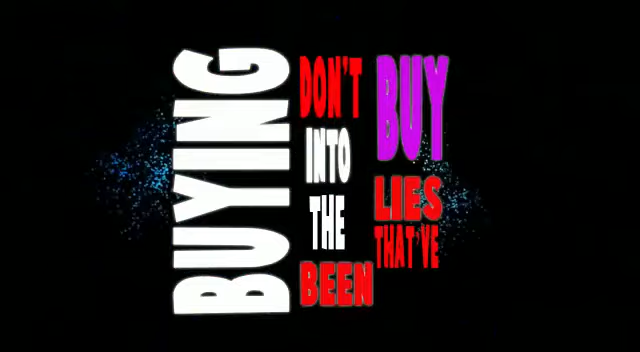 BUYING
DON'T BUY
INTO
THE LIES
BEEN THAT'VE